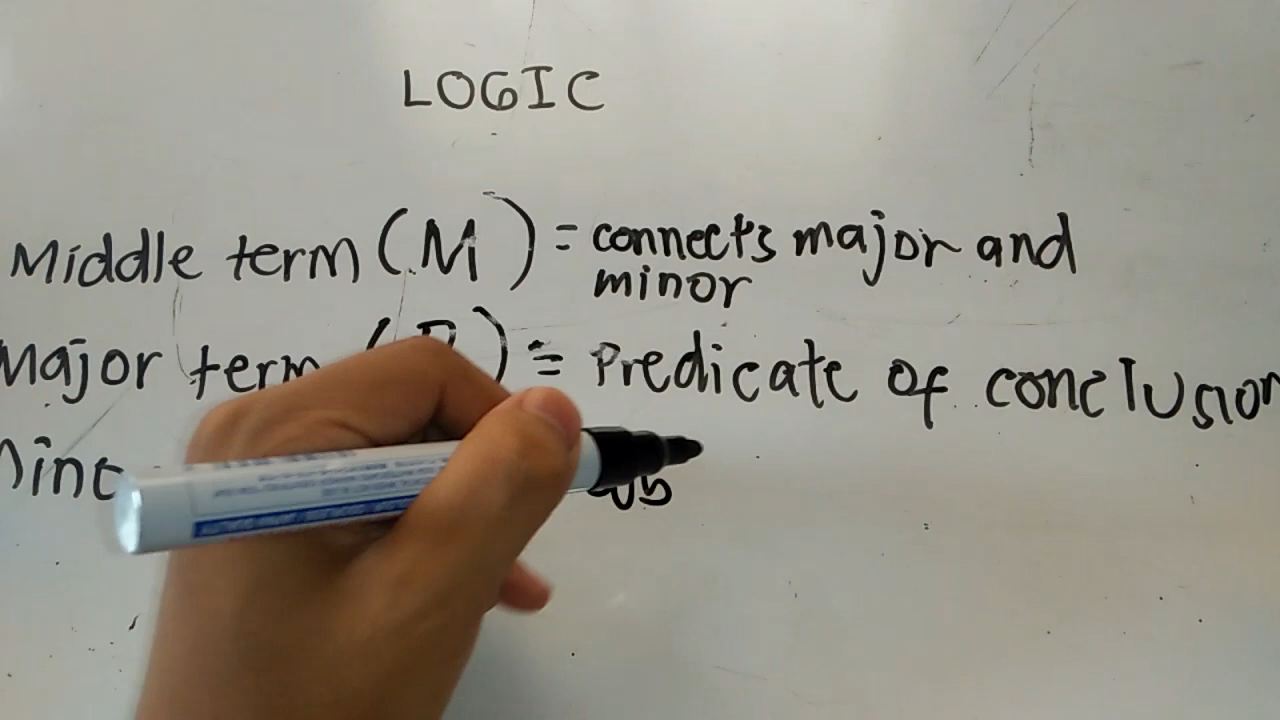 LOGIC
Middle term (M) = connects major and
minor
Major term (P) = Predicate of conclusion